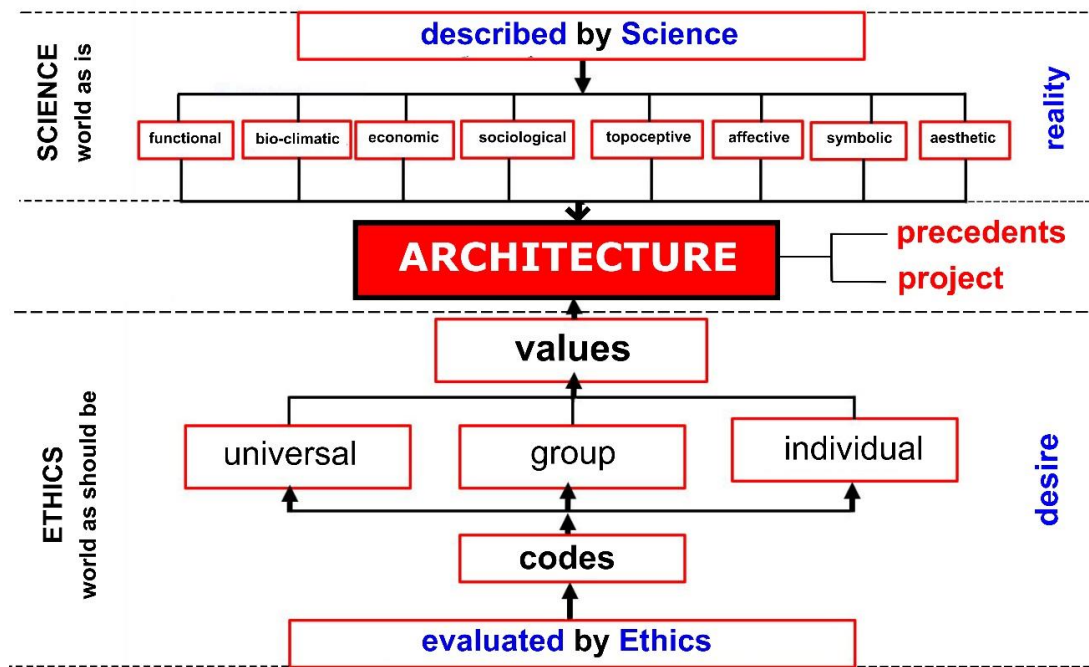 described by Science
SCIENCE
world as is
reality
functional
bio-climatic
economic
sociological
topoceptive
affective
symbolic
aesthetic
ARCHITECTURE
precedents
project
values
ETHICS
world as should be
desire
universal
group
individual
codes
evaluated by Ethics